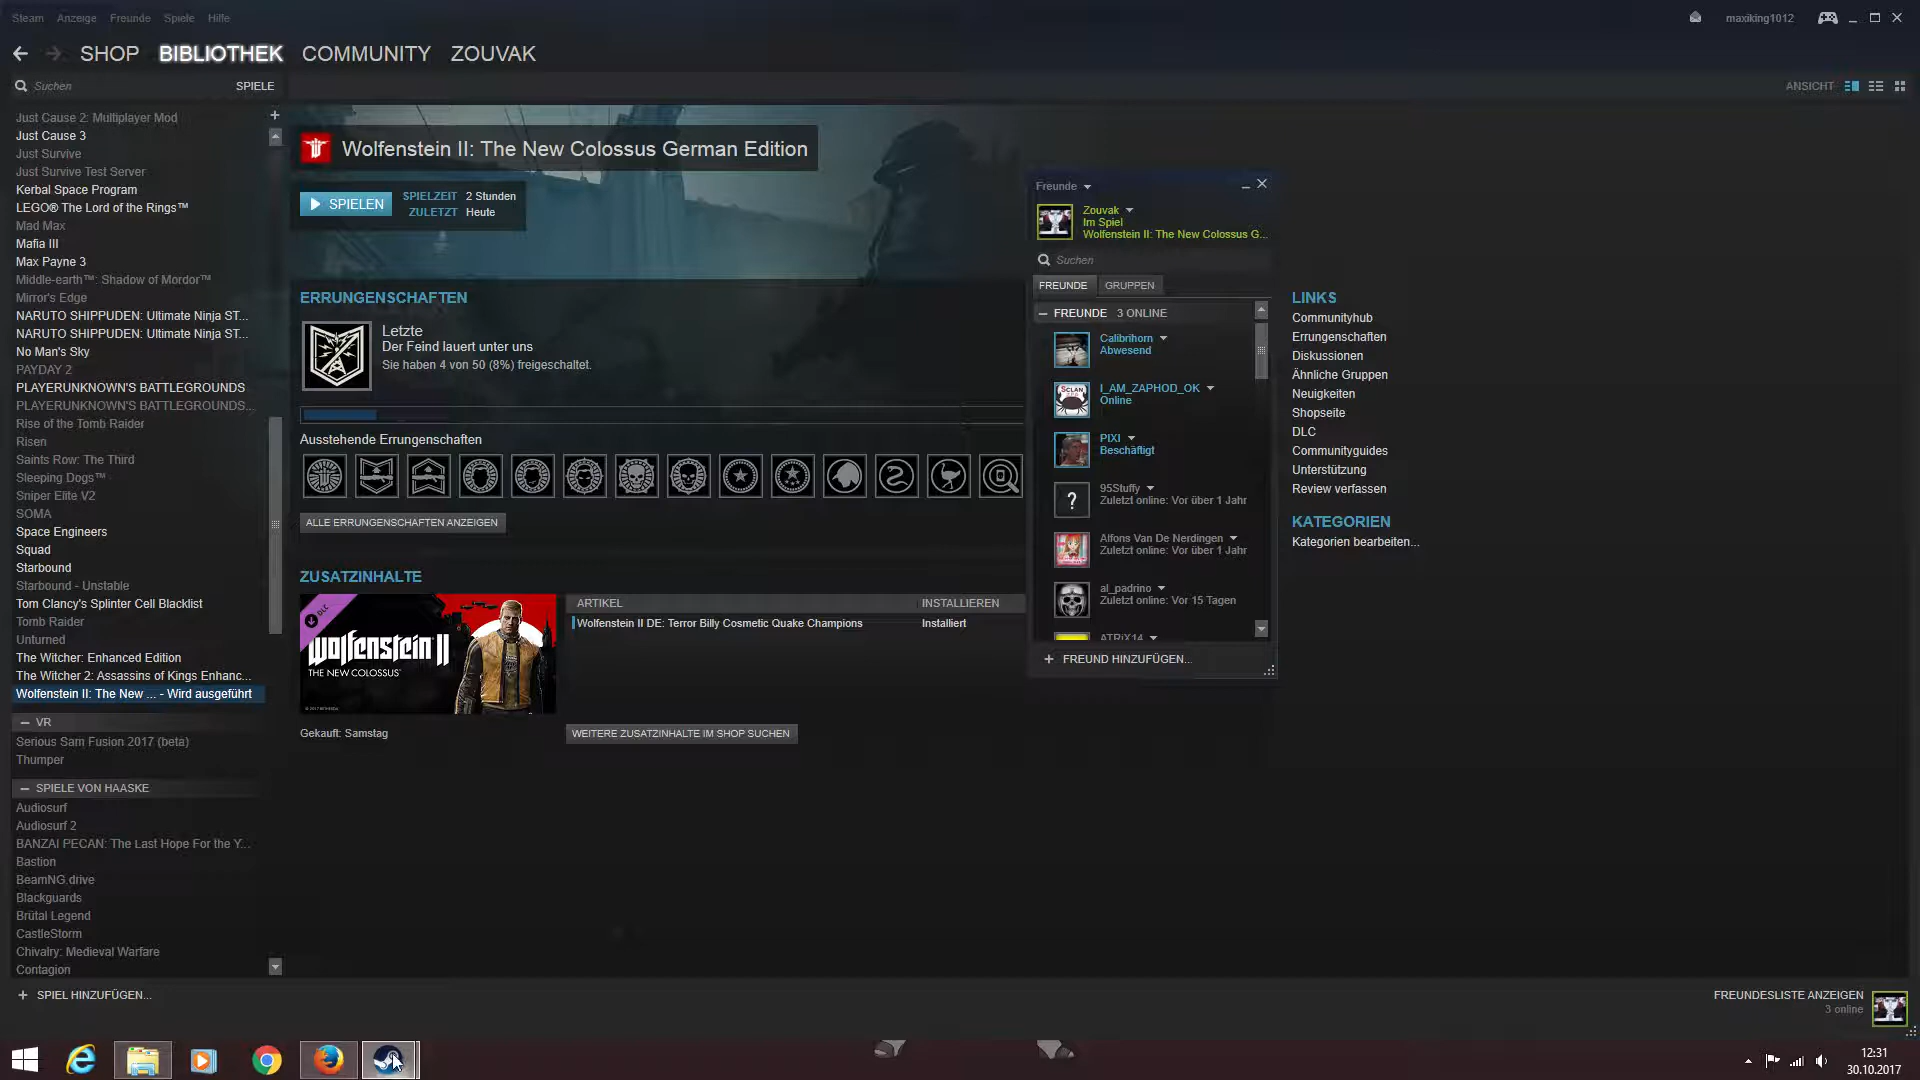 Steam Anzeige Freunde Spiele Hilfe
maxiking1012
SHOP BIBLIOTHEK COMMUNITY ZOUVAK
Suchen SPIELE
ANSICHT
Just Cause 2: Multiplayer Mod
Just Cause 3
Just Survive
Just Survive Test Server
Kerbal Space Program
LEGO® The Lord of the Rings™
Mad Max
Mafia III
Max Payne 3
Middle-earth™: Shadow of Mordor™
Mirror's Edge
NARUTO SHIPPUDEN: Ultimate Ninja ST...
NARUTO SHIPPUDEN: Ultimate Ninja ST...
No Man's Sky
PAYDAY 2
PLAYERUNKNOWN'S BATTLEGROUNDS
PLAYERUNKNOWN'S BATTLEGROUNDS...
Rise of the Tomb Raider
Risen
Saints Row: The Third
Sleeping Dogs™
Sniper Elite V2
SOMA
Space Engineers
Squad
Starbound
Starbound - Unstable
Tom Clancy's Splinter Cell Blacklist
Tomb Raider
Unturned
The Witcher: Enhanced Edition
The Witcher 2: Assassins of Kings Enhanc...
Wolfenstein II: The New ... - Wird ausgeführt
VR
Serious Sam Fusion 2017 (beta)
Thumper
SPIELE VON HAASKE
Audiosurf
Audiosurf 2
BANZAI PECAN: The Last Hope For the Y...
Bastion
BeamNG.drive
Blackguards
Brütal Legend
CastleStorm
Chivalry: Medieval Warfare
Contagion
SPIEL HINZUFÜGEN...
Wolfenstein II: The New Colossus German Edition
SPIELEN
SPIELZEIT 2 Stunden
ZULETZT Heute
ERRUNGENSCHAFTEN
Letzte
Der Feind lauert unter uns
Sie haben 4 von 50 (8%) freigeschaltet.
Ausstehende Errungenschaften
ALLE ERRUNGENSCHAFTEN ANZEIGEN
ZUSATZINHALTE
DLC
Wolfenstein II
THE NEW COLOSSUS
Gekauft: Samstag
ARTIKEL INSTALLIEREN
Wolfenstein II DE: Terror Billy Cosmetic Quake Champions Installiert
WEITERE ZUSATZINHALTE IM SHOP SUCHEN
Freunde
Zouvak
Im Spiel
Wolfenstein II: The New Colossus G...
Suchen
FREUNDE GRUPPEN
FREUNDE 3 ONLINE
Calibrihorn
Abwesend
SCLAN
I_AM_ZAPHOD_OK
Online
PIXI
Beschäftigt
?
95Stuffy
Zuletzt online: Vor über 1 Jahr
Alfons Van De Nerdingen
Zuletzt online: Vor über 1 Jahr
al_padrino
Zuletzt online: Vor 15 Tagen
ATRiX14
FREUND HINZUFÜGEN...
LINKS
Communityhub
Errungenschaften
Diskussionen
Ähnliche Gruppen
Neuigkeiten
Shopseite
DLC
Communityguides
Unterstützung
Review verfassen
KATEGORIEN
Kategorien bearbeiten...
FREUNDESLISTE ANZEIGEN
3 online
12:31
30.10.2017